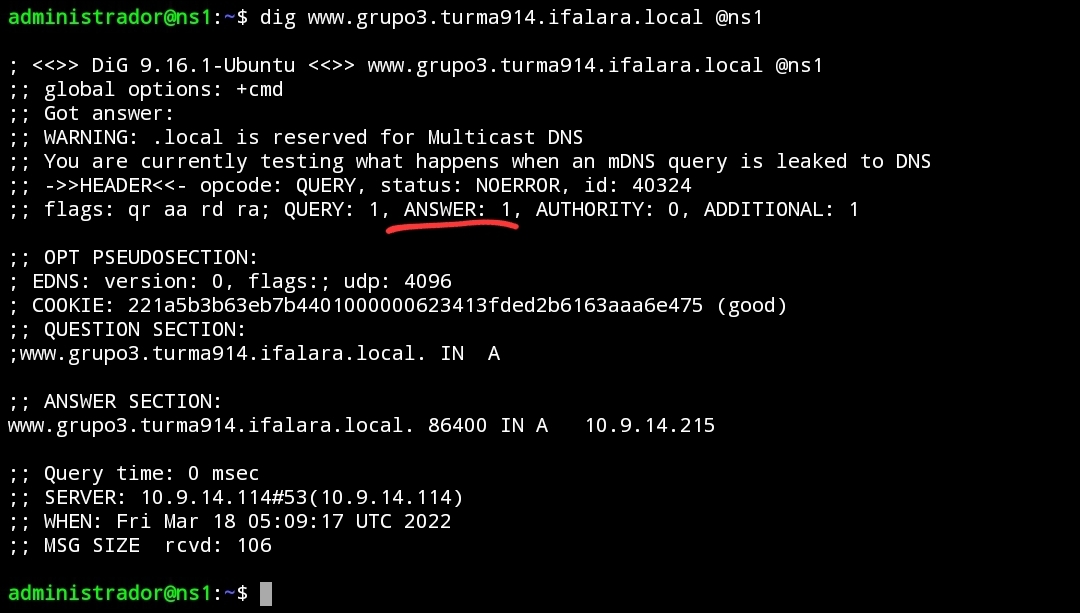 administrador@ns1:~$ dig www.grupo3.turma914.ifalara.local @ns1
; <<>> DiG 9.16.1-Ubuntu <<>> www.grupo3.turma914.ifalara.local @ns1
;; global options: +cmd
;; Got answer:
;; WARNING: .local is reserved for Multicast DNS
;; You are currently testing what happens when an mDNS query is leaked to DNS
;; ->>HEADER<<- opcode: QUERY, status: NOERROR, id: 40324
;; flags: qr aa rd ra; QUERY: 1, ANSWER: 1, AUTHORITY: 0, ADDITIONAL: 1
;; OPT PSEUDOSECTION:
; EDNS: version: 0, flags:; udp: 4096
; COOKIE: 221a5b3b63eb7b4401000000623413fded2b6163aaa6e475 (good)
;; QUESTION SECTION:
;www.grupo3.turma914.ifalara.local. IN  A
;; ANSWER SECTION:
www.grupo3.turma914.ifalara.local. 86400 IN A   10.9.14.215
;; Query time: 0 msec
;; SERVER: 10.9.14.114#53(10.9.14.114)
;; WHEN: Fri Mar 18 05:09:17 UTC 2022
;; MSG SIZE  rcvd: 106
administrador@ns1:~$